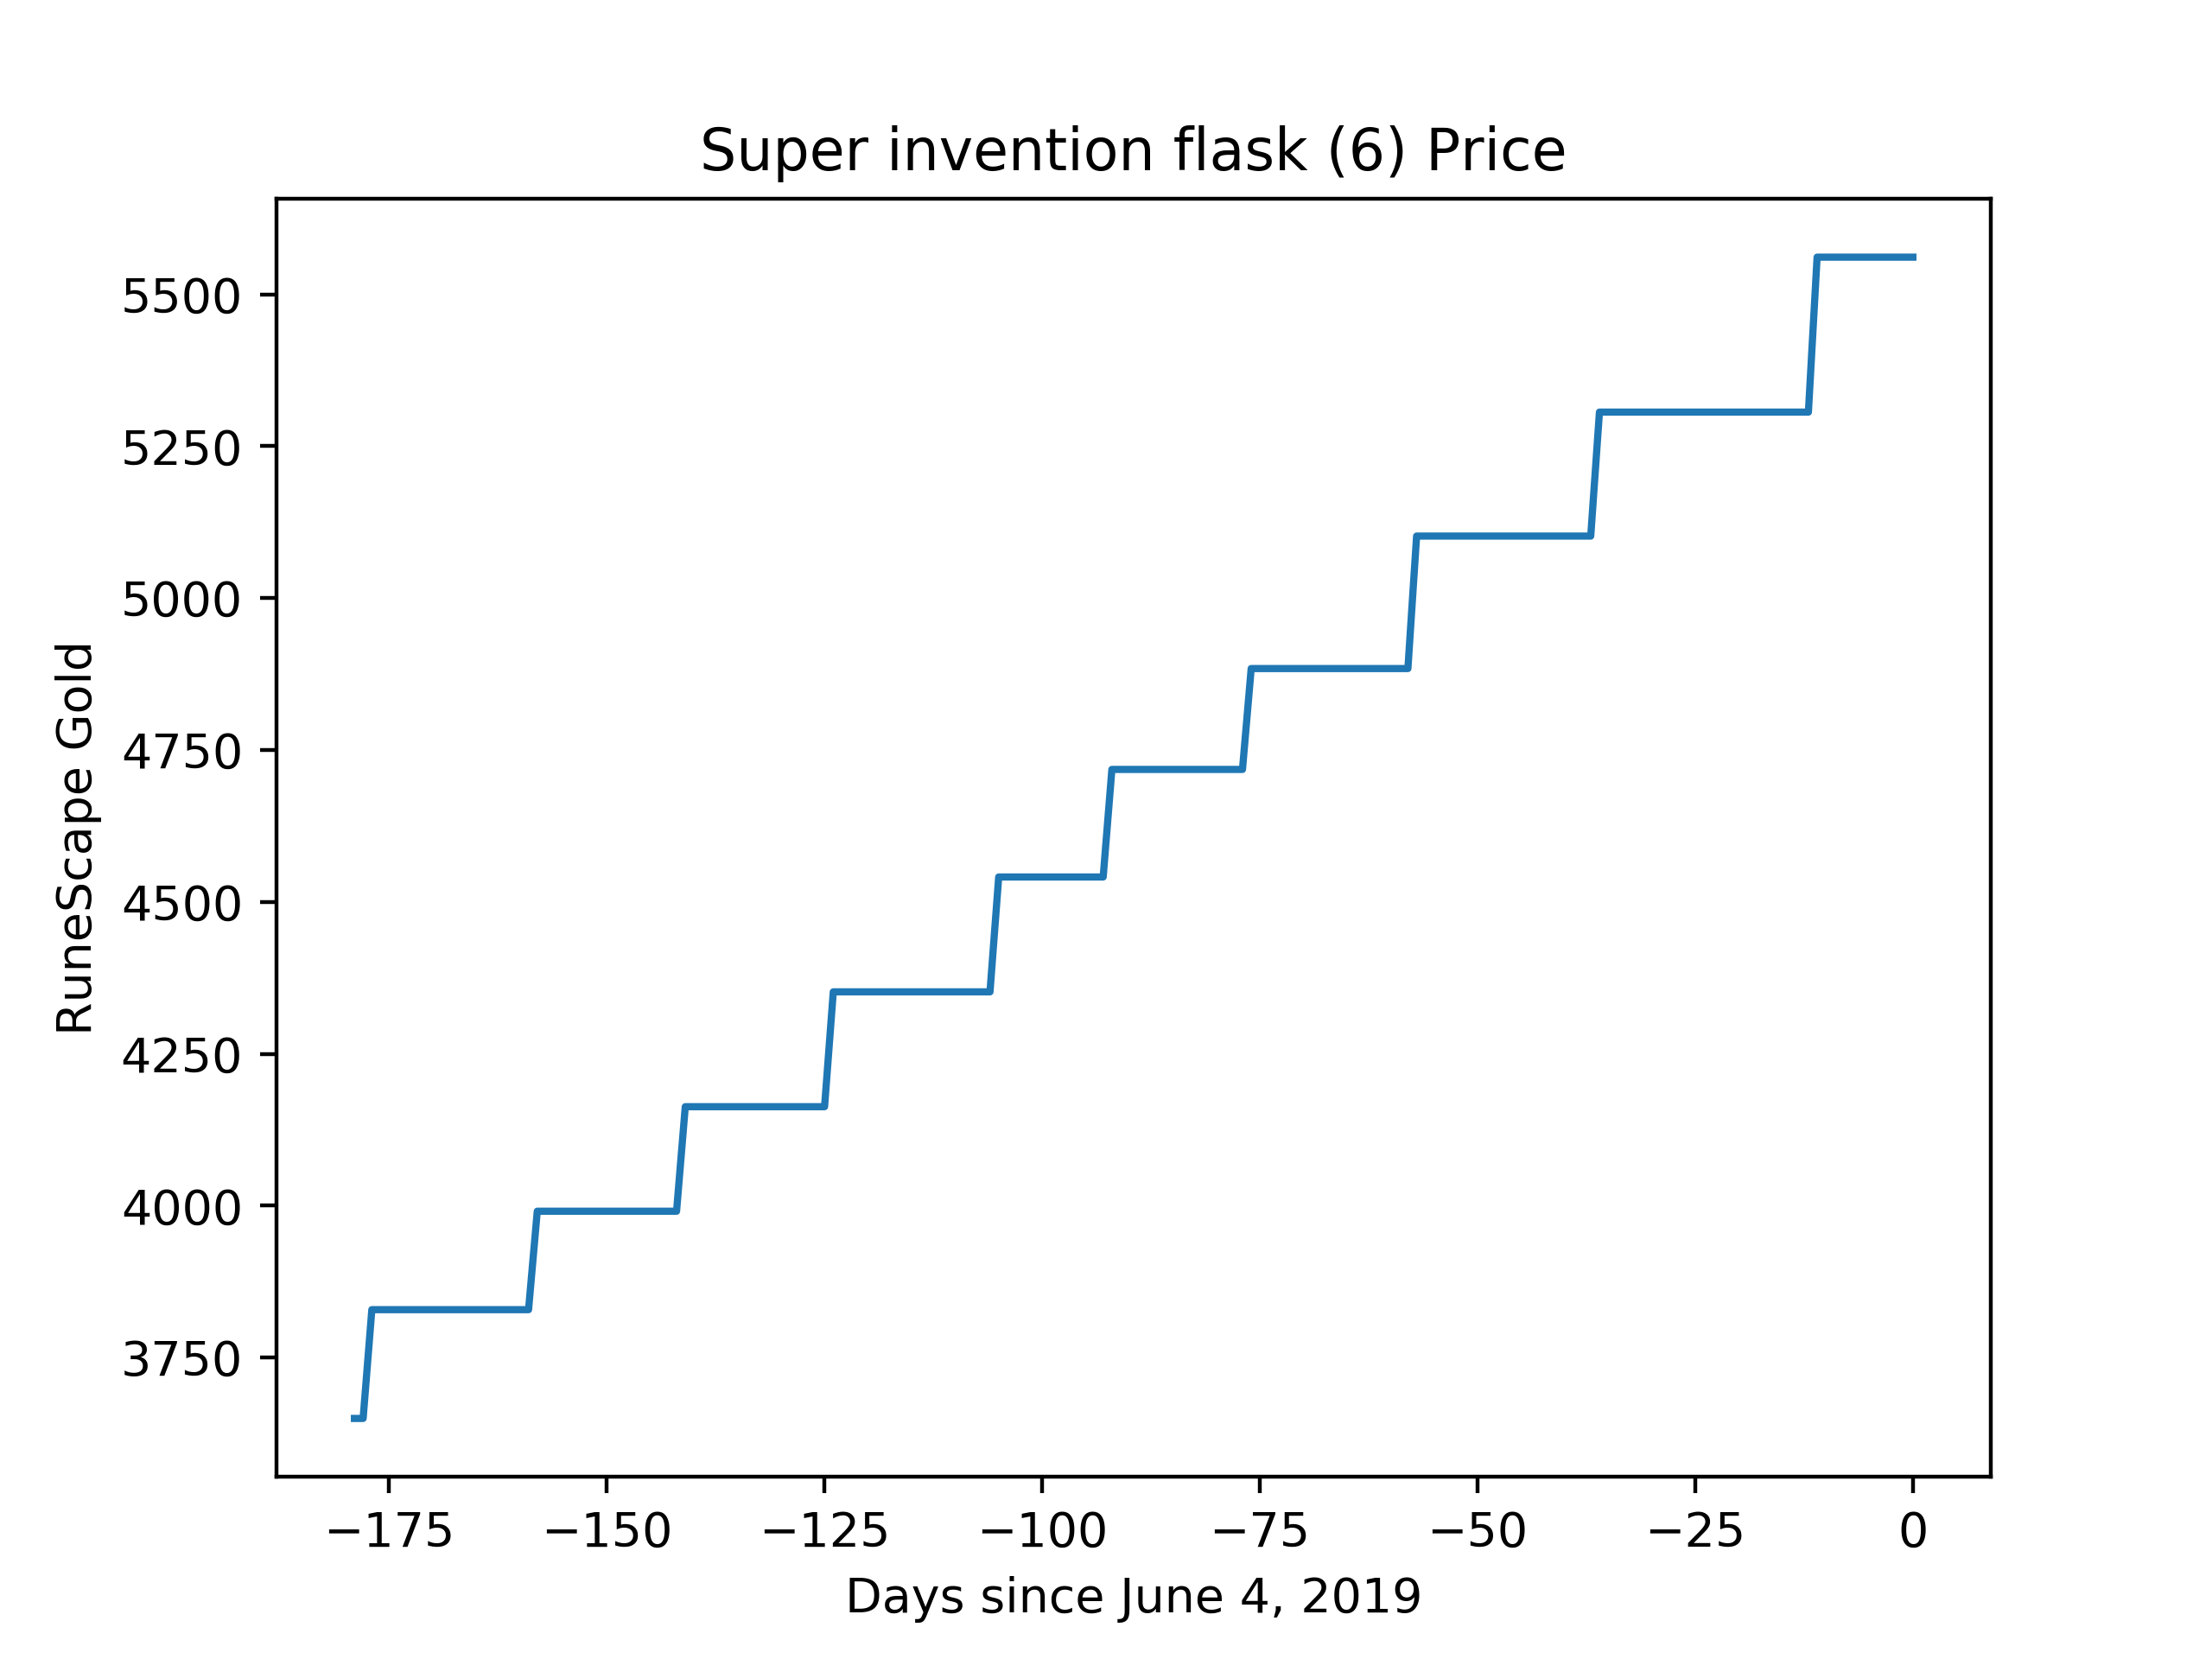 Super invention flask (6) Price
RuneScape Gold
5500
5250
5000
4750
4500
4250
4000
3750
−175 −150 −125 −100 −75 −50 −25 0
Days since June 4, 2019